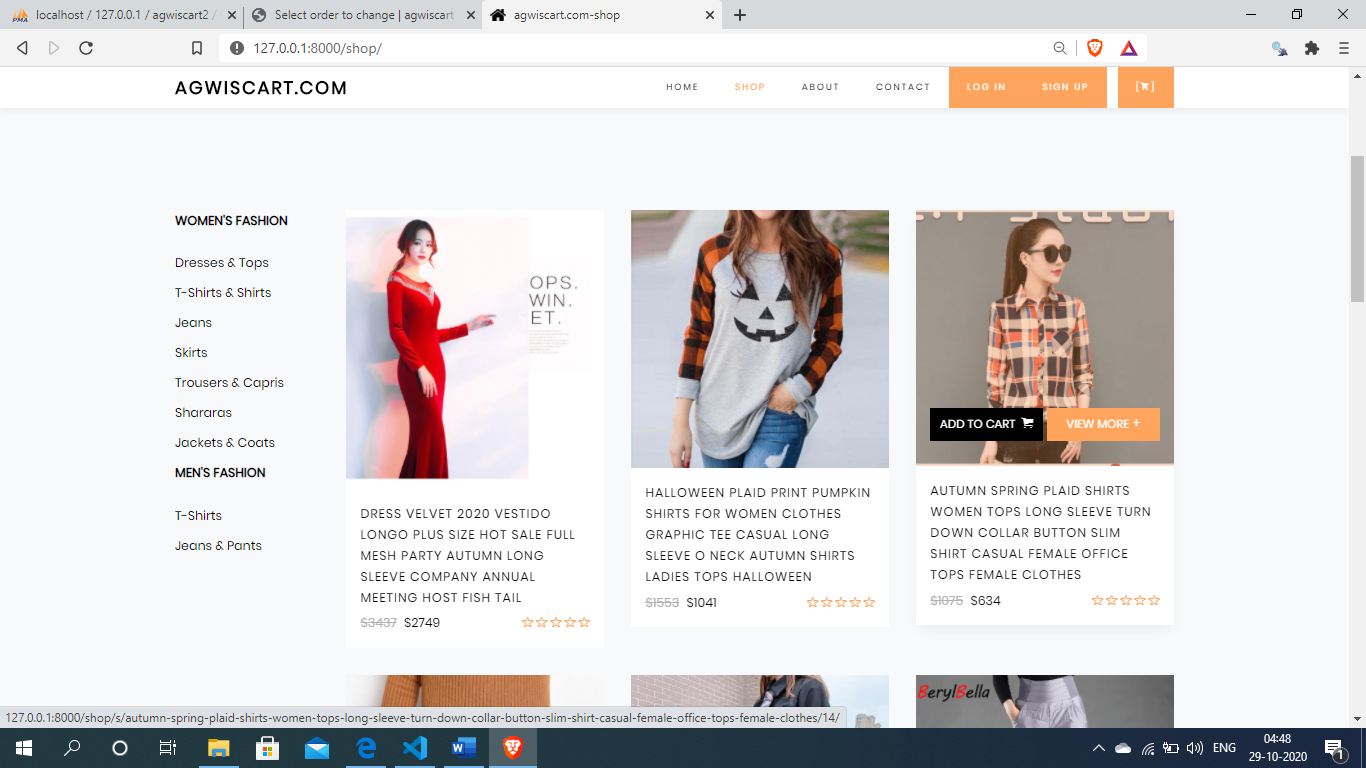 localhost / 127.0.0.1 / agwiscart2 /
Select order to change | agwiscart
agwiscart.com-shop
127.0.0.1:8000/shop/
AGWISCART.COM
HOME SHOP ABOUT CONTACT LOG IN SIGN UP
WOMEN'S FASHION
Dresses & Tops
T-Shirts & Shirts
Jeans
Skirts
Trousers & Capris
Shararas
Jackets & Coats
MEN'S FASHION
T-Shirts
Jeans & Pants
OPS.
WIN.
ET.
DRESS VELVET 2020 VESTIDO
LONGO PLUS SIZE HOT SALE FULL
MESH PARTY AUTUMN LONG
SLEEVE COMPANY ANNUAL
MEETING HOST FISH TAIL
$3437 $2749
HALLOWEEN PLAID PRINT PUMPKIN
SHIRTS FOR WOMEN CLOTHES
GRAPHIC TEE CASUAL LONG
SLEEVE O NECK AUTUMN SHIRTS
LADIES TOPS HALLOWEEN
$1553 $1041
ADD TO CART
VIEW MORE +
AUTUMN SPRING PLAID SHIRTS
WOMEN TOPS LONG SLEEVE TURN
DOWN COLLAR BUTTON SLIM
SHIRT CASUAL FEMALE OFFICE
TOPS FEMALE CLOTHES
$1075 $634
BerylBella
127.0.0.1:8000/shop/s/autumn-spring-plaid-shirts-women-tops-long-sleeve-turn-down-collar-button-slim-shirt-casual-female-office-tops-female-clothes/14/
ENG
04:48
29-10-2020
1